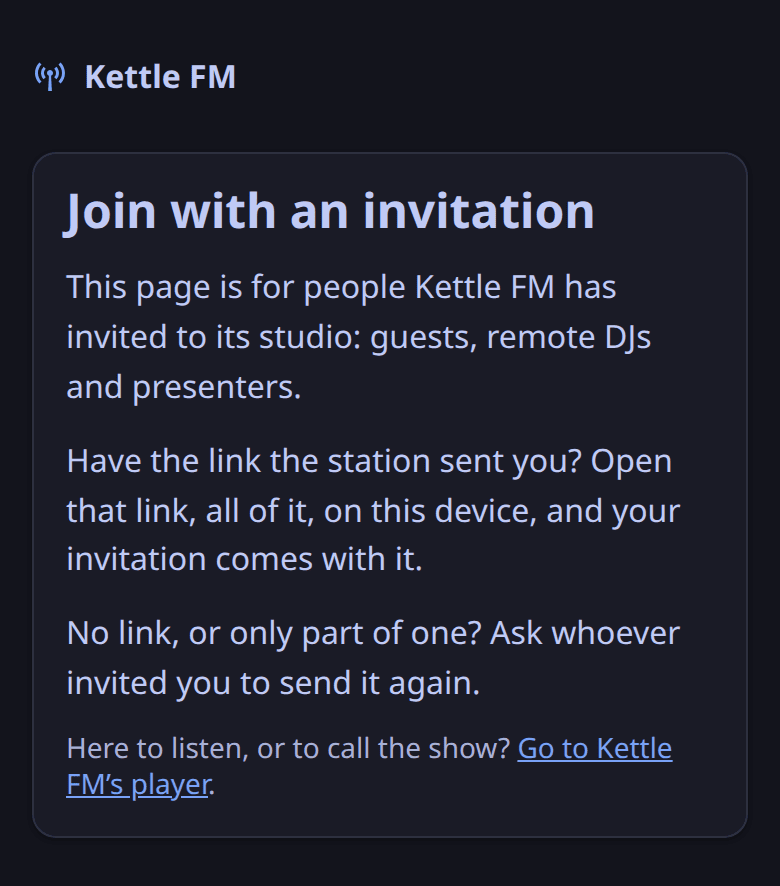 Kettle FM
Join with an invitation
This page is for people Kettle FM has
invited to its studio: guests, remote DJs
and presenters.
Have the link the station sent you? Open
that link, all of it, on this device, and your
invitation comes with it.
No link, or only part of one? Ask whoever
invited you to send it again.
Here to listen, or to call the show? Go to Kettle
FM’s player.